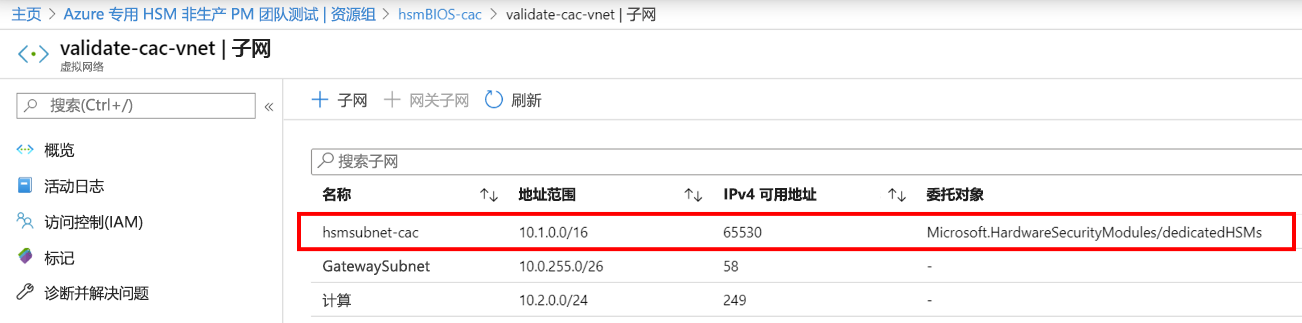 主页 > Azure 专用 HSM 非生产 PM 团队测试 | 资源组 > hsmBIOS-cac > validate-cac-vnet | 子网
validate-cac-vnet | 子网
虚拟网络
搜索(Ctrl+/) «
+ 子网 + 网关子网 刷新
概览
活动日志
访问控制(IAM)
标记
诊断并解决问题
搜索子网
名称 ↑↓ 地址范围 ↑↓ IPv4 可用地址 ↑↓ 委托对象
hsmsubnet-cac 10.1.0.0/16 65530 Microsoft.HardwareSecurityModules/dedicatedHSMs
GatewaySubnet 10.0.255.0/26 58 -
计算 10.2.0.0/24 249 -